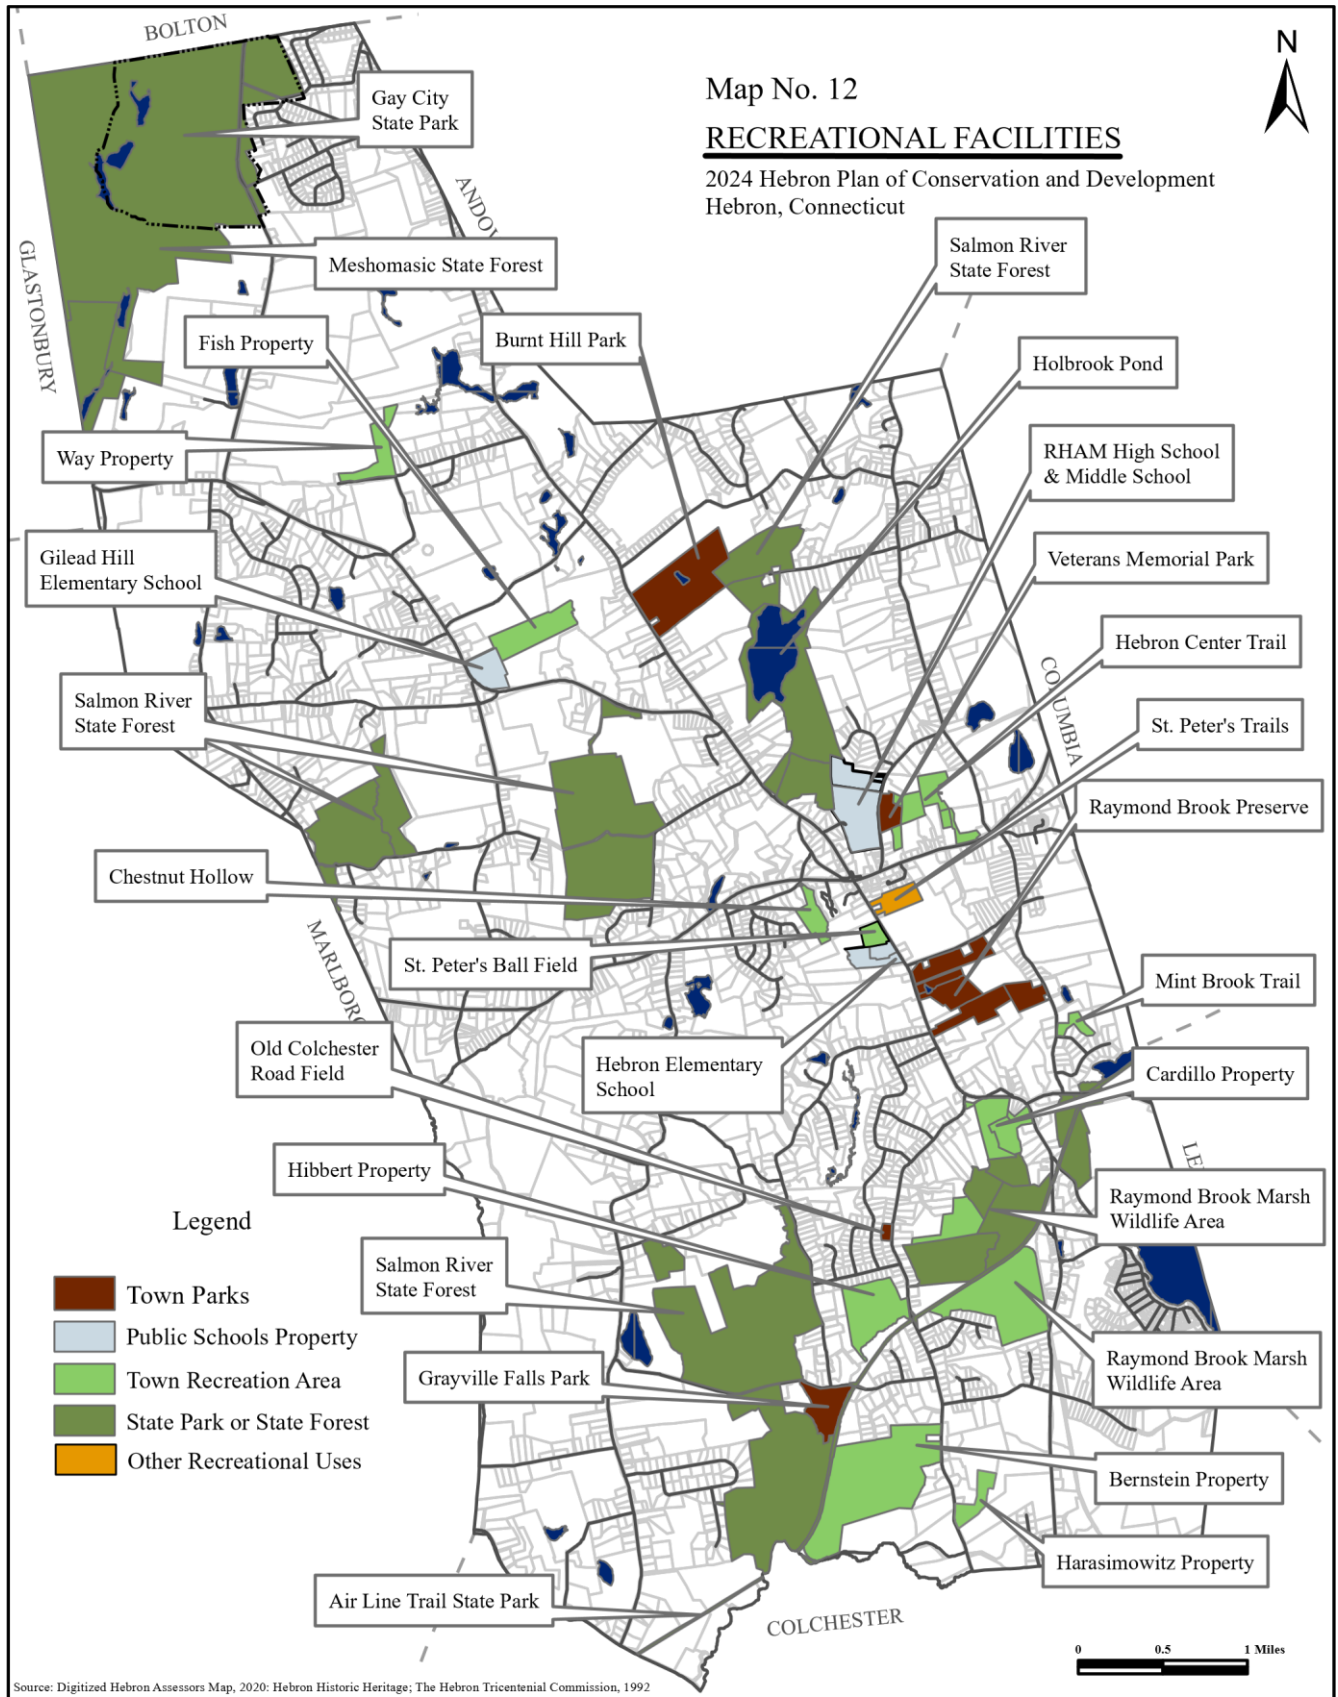 BOLTON
N
Map No. 12
RECREATIONAL FACILITIES
2024 Hebron Plan of Conservation and Development
Hebron, Connecticut
Gay City
State Park
GLASTONBURY
Meshomasic State Forest
Salmon River
State Forest
Fish Property
Burnt Hill Park
Holbrook Pond
Way Property
RHAM High School
& Middle School
Gilead Hill
Elementary School
Veterans Memorial Park
Hebron Center Trail
COLUMBIA
Salmon River
State Forest
St. Peter's Trails
Raymond Brook Preserve
Chestnut Hollow
St. Peter's Ball Field
Mint Brook Trail
Old Colchester
Road Field
Hebron Elementary
School
Cardillo Property
Hibbert Property
Raymond Brook Marsh
Wildlife Area
Legend
Town Parks
Public Schools Property
Town Recreation Area
State Park or State Forest
Other Recreational Uses
Salmon River
State Forest
Grayville Falls Park
Raymond Brook Marsh
Wildlife Area
Bernstein Property
Harasimowitz Property
Air Line Trail State Park
COLCHESTER
0 0.5 1 Miles
Source: Digitized Hebron Assessors Map, 2020: Hebron Historic Heritage; The Hebron Tricentenial Commission, 1992